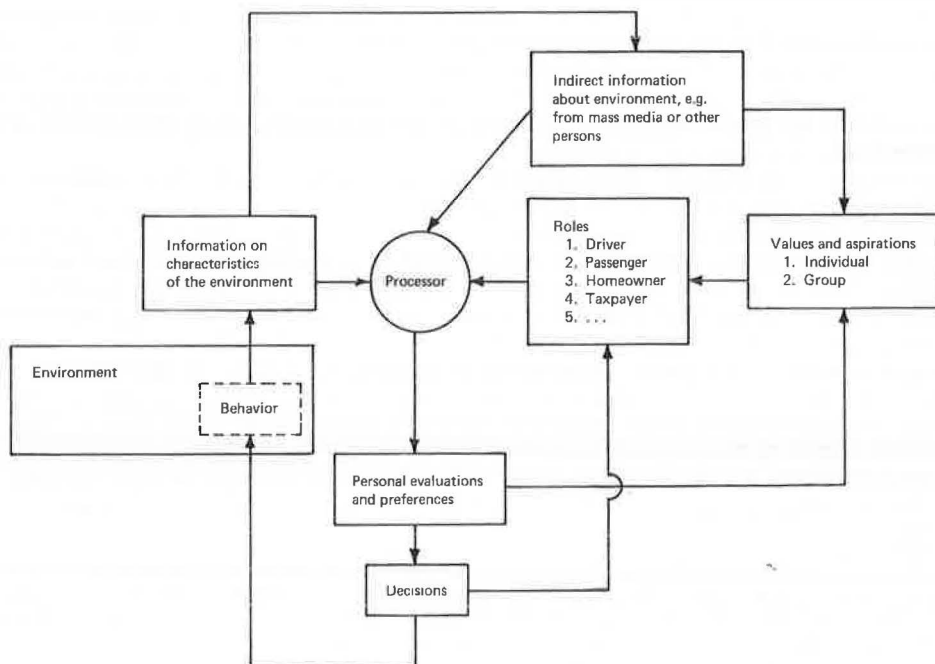 Indirect information
about environment, e.g.
from mass media or other
persons
Information on
characteristics
of the environment
Processor
Roles
1. Driver
2. Passenger
3. Homeowner
4. Taxpayer
5. ...
Values and aspirations
1. Individual
2. Group
Environment
Behavior
Personal evaluations
and preferences
Decisions